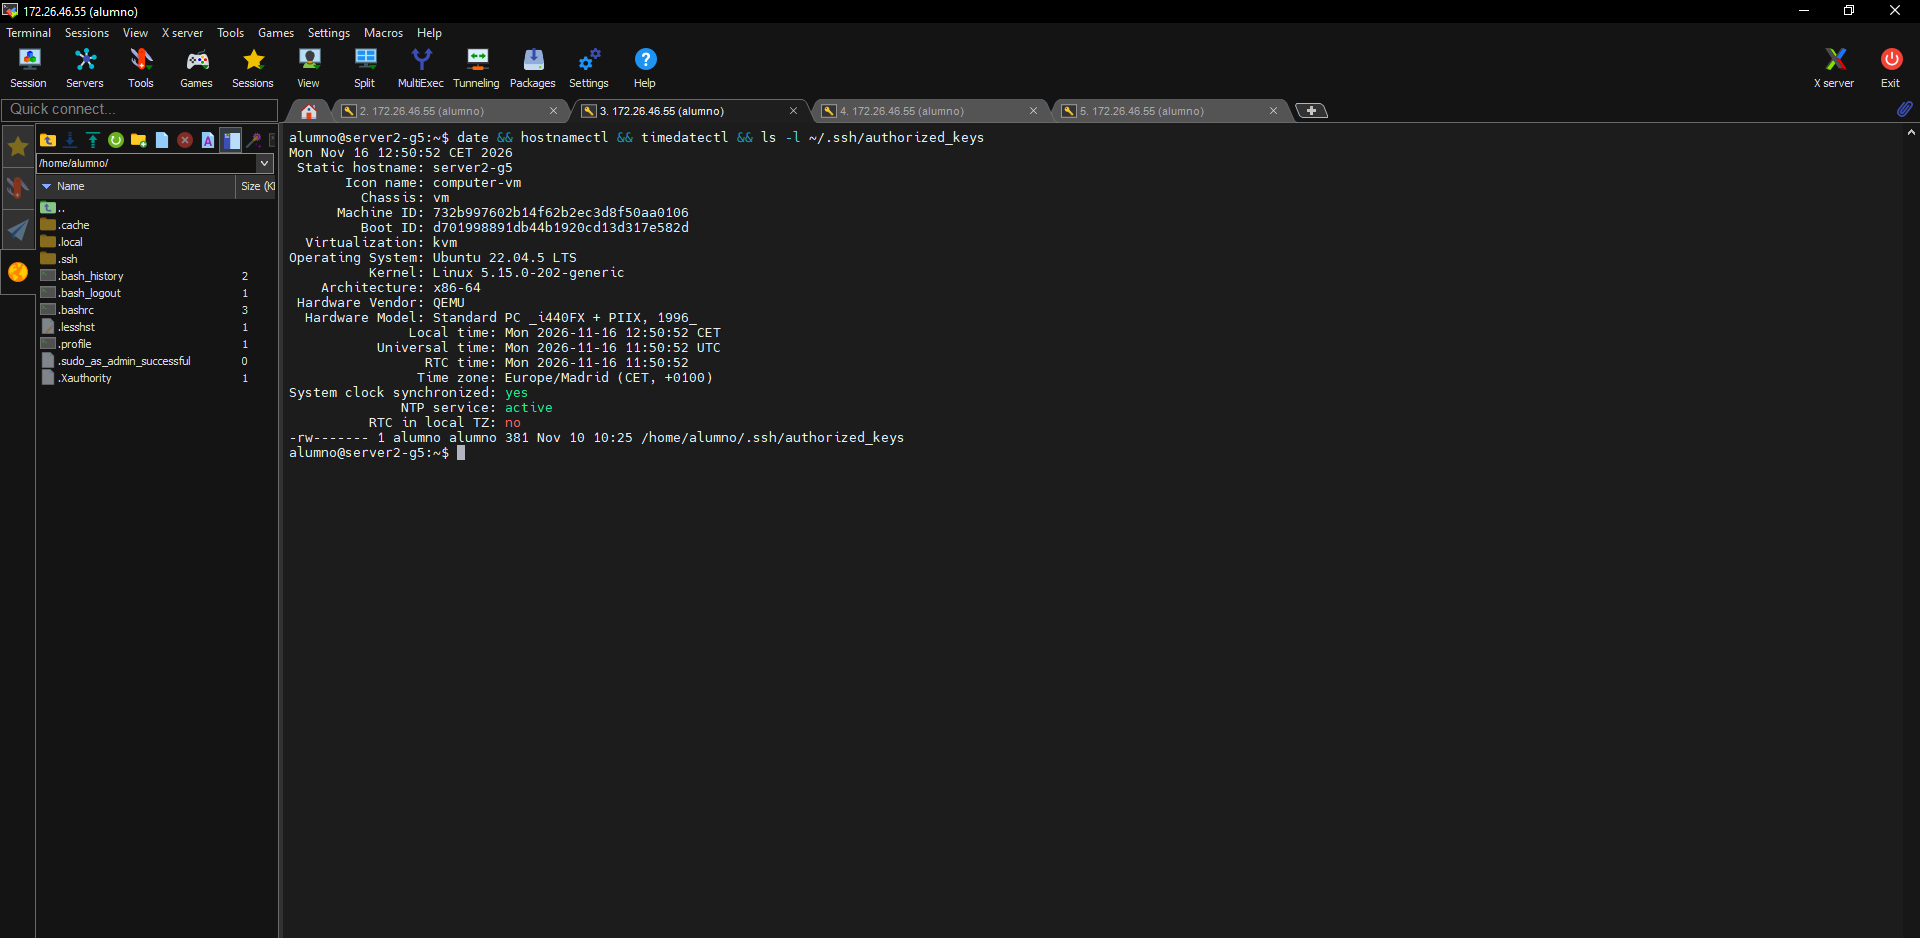 172.26.46.55 (alumno)
Terminal Sessions View X server Tools Games Settings Macros Help
Session Servers Tools Games Sessions View Split MultiExec Tunneling Packages Settings Help X server Exit
Quick connect...
2. 172.26.46.55 (alumno) 3. 172.26.46.55 (alumno) 4. 172.26.46.55 (alumno) 5. 172.26.46.55 (alumno)
/home/alumno/
Name Size (K
..
.cache
.local
.ssh
.bash_history 2
.bash_logout 1
.bashrc 3
.lesshst 1
.profile 1
.sudo_as_admin_successful 0
.Xauthority 1
alumno@server2-g5:~$ date && hostnamectl && timedatectl && ls -l ~/.ssh/authorized_keys
Mon Nov 16 12:50:52 CET 2026
Static hostname: server2-g5
Icon name: computer-vm
Chassis: vm
Machine ID: 732b997602b14f62b2ec3d8f50aa0106
Boot ID: d701998891db44b1920cd13d317e582d
Virtualization: kvm
Operating System: Ubuntu 22.04.5 LTS
Kernel: Linux 5.15.0-202-generic
Architecture: x86-64
Hardware Vendor: QEMU
Hardware Model: Standard PC _i440FX + PIIX, 1996_
Local time: Mon 2026-11-16 12:50:52 CET
Universal time: Mon 2026-11-16 11:50:52 UTC
RTC time: Mon 2026-11-16 11:50:52
Time zone: Europe/Madrid (CET, +0100)
System clock synchronized: yes
NTP service: active
RTC in local TZ: no
-rw------- 1 alumno alumno 381 Nov 10 10:25 /home/alumno/.ssh/authorized_keys
alumno@server2-g5:~$